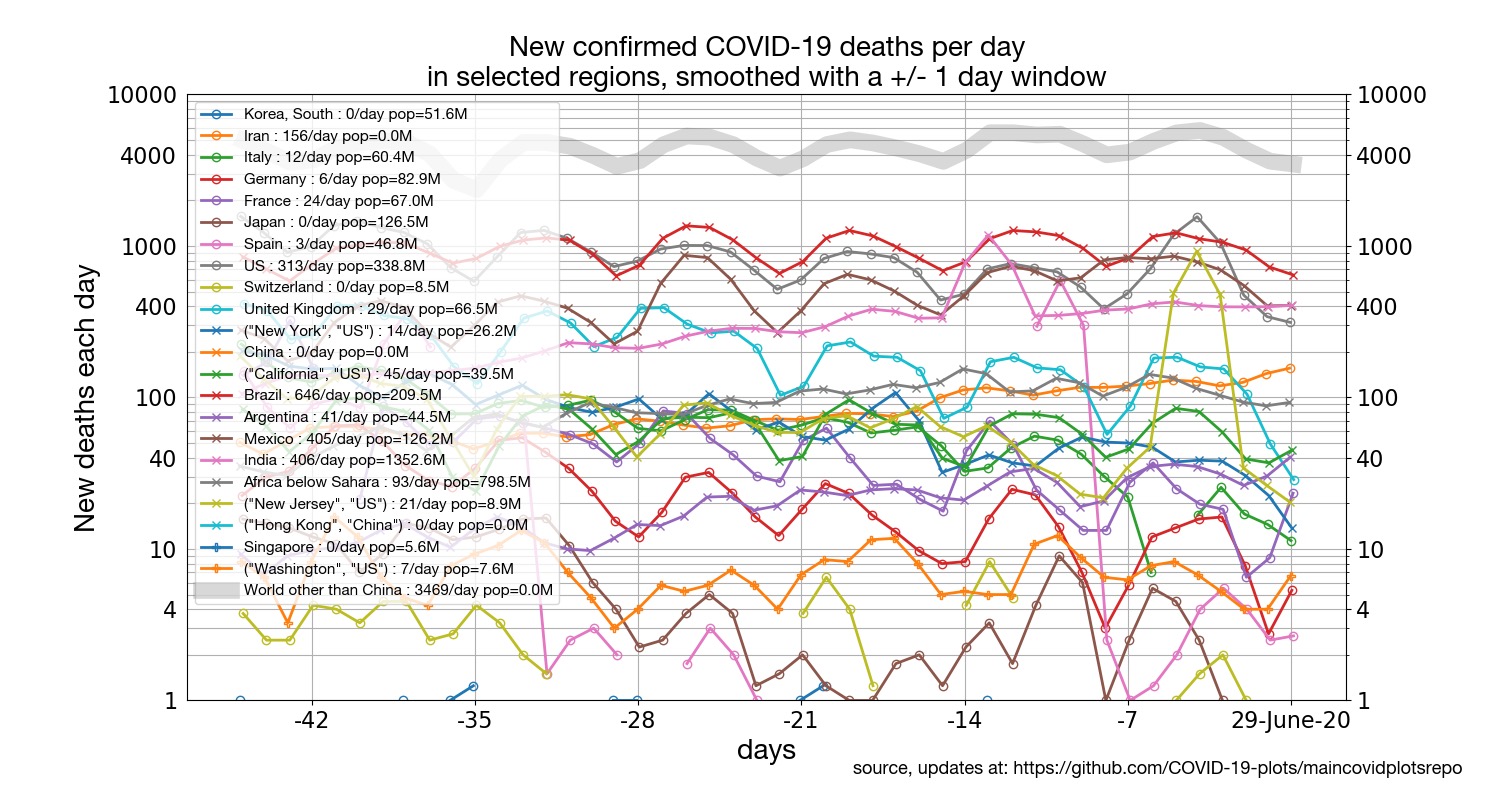 New confirmed COVID-19 deaths per day
in selected regions, smoothed with a +/- 1 day window
New deaths each day
10000
4000
1000
400
100
40
10
4
1
Korea, South : 0/day pop=51.6M
Iran : 156/day pop=0.0M
Italy : 12/day pop=60.4M
Germany : 6/day pop=82.9M
France : 24/day pop=67.0M
Japan : 0/day pop=126.5M
Spain : 3/day pop=46.8M
US : 313/day pop=338.8M
Switzerland : 0/day pop=8.5M
United Kingdom : 29/day pop=66.5M
("New York", "US") : 14/day pop=26.2M
China : 0/day pop=0.0M
("California", "US") : 45/day pop=39.5M
Brazil : 646/day pop=209.5M
Argentina : 41/day pop=44.5M
Mexico : 405/day pop=126.2M
India : 406/day pop=1352.6M
Africa below Sahara : 93/day pop=798.5M
("New Jersey", "US") : 21/day pop=8.9M
("Hong Kong", "China") : 0/day pop=0.0M
Singapore : 0/day pop=5.6M
("Washington", "US") : 7/day pop=7.6M
World other than China : 3469/day pop=0.0M
10000
4000
1000
400
100
40
10
4
1
-42 -35 -28 -21 -14 -7 29-June-20
days
source, updates at: https://github.com/COVID-19-plots/maincovidplotsrepo